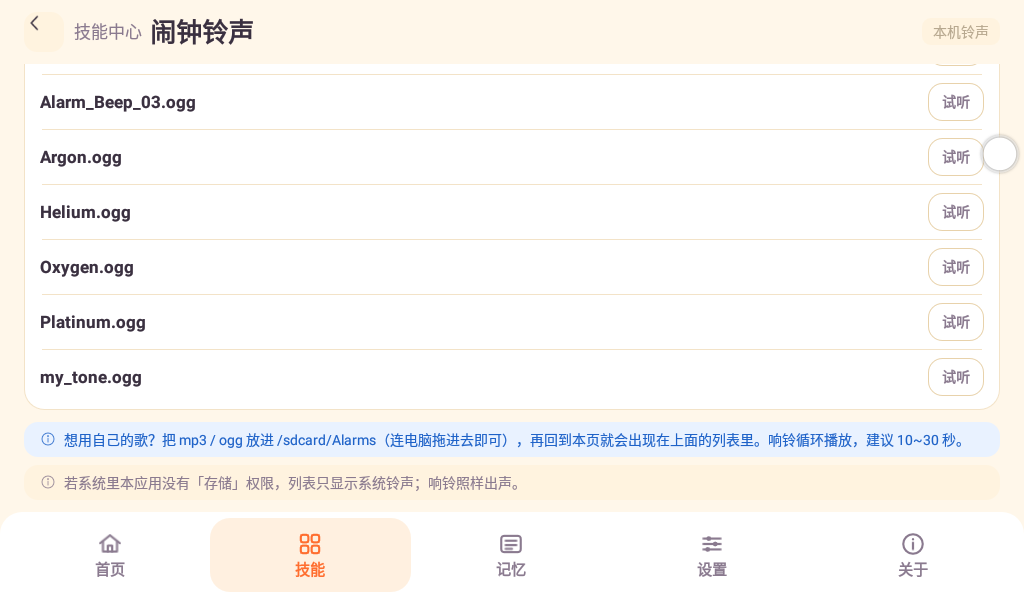 技能中心 闹钟铃声 本机铃声
Alarm_Beep_03.ogg 试听
Argon.ogg 试听
Helium.ogg 试听
Oxygen.ogg 试听
Platinum.ogg 试听
my_tone.ogg 试听
想用自己的歌？把 mp3 / ogg 放进 /sdcard/Alarms（连电脑拖进去即可），再回到本页就会出现在上面的列表里。响铃循环播放，建议 10~30 秒。
若系统里本应用没有「存储」权限，列表只显示系统铃声；响铃照样出声。
首页 技能 记忆 设置 关于